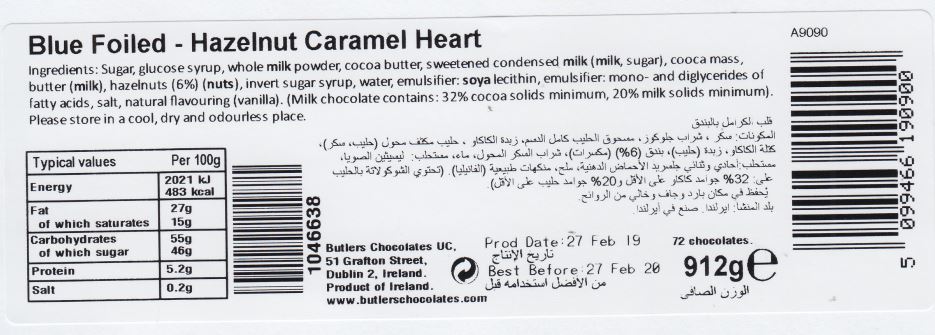 Blue Foiled - Hazelnut Caramel Heart
A9090
Ingredients: Sugar, glucose syrup, whole milk powder, cocoa butter, sweetened condensed milk (milk, sugar), cooca mass,
butter (milk), hazelnuts (6%) (nuts), invert sugar syrup, water, emulsifier: soya lecithin, emulsifier: mono- and diglycerides of
fatty acids, salt, natural flavouring (vanilla). (Milk chocolate contains: 32% cocoa solids minimum, 20% milk solids minimum).
Please store in a cool, dry and odourless place.
قلب الكرامل بالبندق
المكونات: سكر ، شراب جلوكوز، مسحوق الحليب كامل الدسم، زبدة الكاكاو ، حليب مكثف محول (حليب، سكر)،
كتلة الكاكاو ، زبدة (حليب)، بندق (6%) (مكسرات)، شراب السكر المحول، ماء، مستحلب: ليسيثين الصويا،
مستحلب:أحادي وثنائي جلسريد الأحماض الدهنية، ملح، منكهات طبيعية (الفانيليا). (تحتوي الشوكولاتة بالحليب
على: 32% جوامد كاكاو على الأقل و20% جوامد حليب على الأقل).
يُحفظ في مكان بارد وجاف وخالي من الروائح.
بلد المنشأ: ايرلندا. صنع في أيرلندا
Typical values Per 100g
Energy 2021 kJ
483 kcal
Fat 27g
of which saturates 15g
Carbohydrates 55g
of which sugar 46g
Protein 5.2g
Salt 0.2g
1046638
Butlers Chocolates UC,
51 Grafton Street,
Dublin 2, Ireland.
Product of Ireland.
www.butlerschocolates.com
Prod Date:27 Feb 19
تاريخ الإنتاج
Best Before:27 Feb 20
من الافضل استخدامه قبل
72 chocolates.
912g℮
الوزن الصافى
5 099466 190900